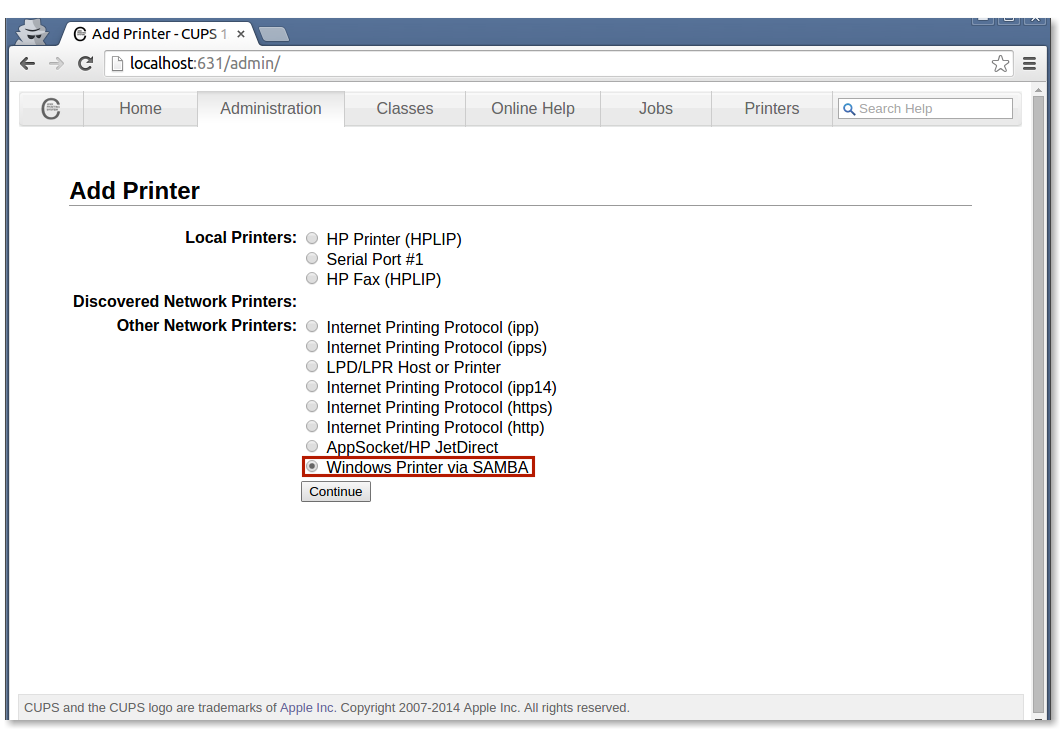 Add Printer - CUPS 1
localhost:631/admin/
Home Administration Classes Online Help Jobs Printers Search Help
Add Printer
Local Printers: HP Printer (HPLIP)
Serial Port #1
HP Fax (HPLIP)
Discovered Network Printers:
Other Network Printers: Internet Printing Protocol (ipp)
Internet Printing Protocol (ipps)
LPD/LPR Host or Printer
Internet Printing Protocol (ipp14)
Internet Printing Protocol (https)
Internet Printing Protocol (http)
AppSocket/HP JetDirect
Windows Printer via SAMBA
Continue
CUPS and the CUPS logo are trademarks of Apple Inc. Copyright 2007-2014 Apple Inc. All rights reserved.